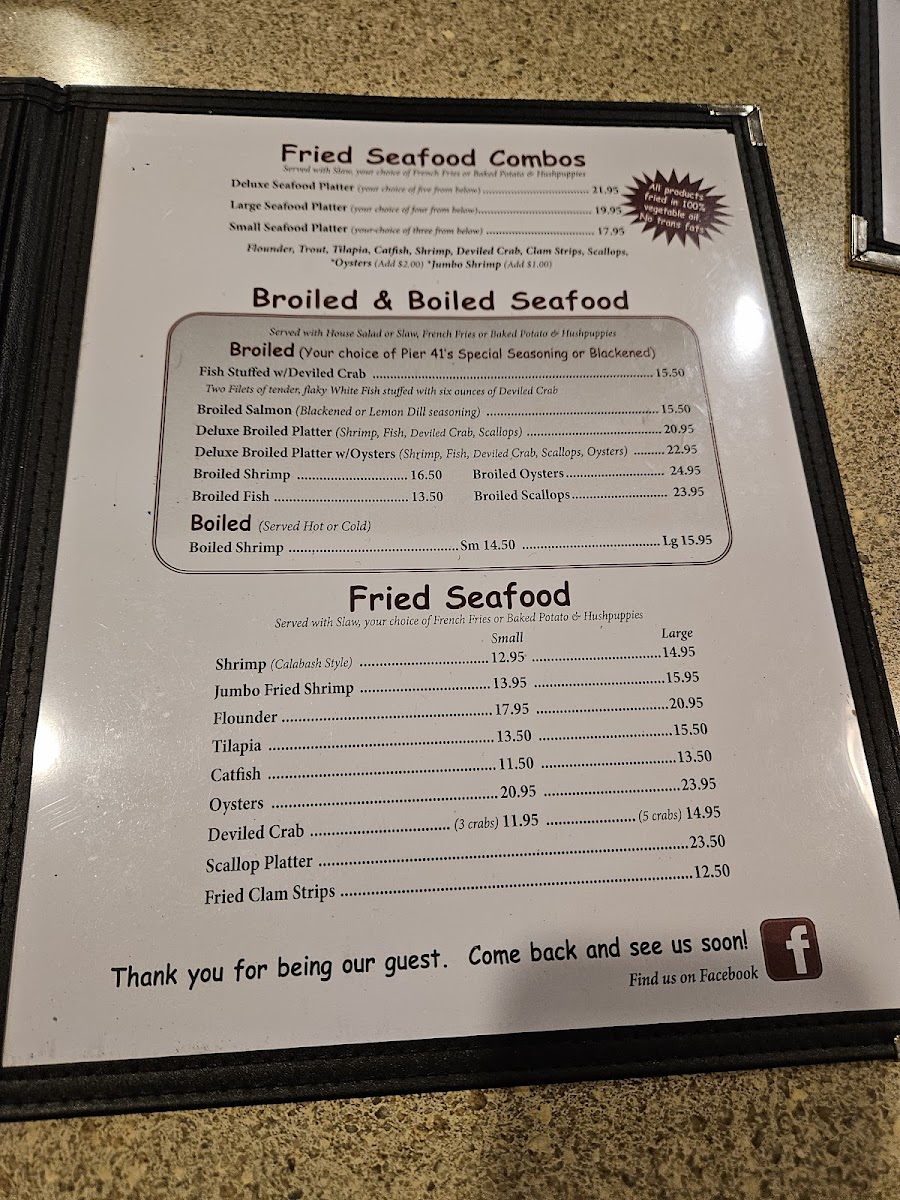 Fried Seafood Combos
Served with Slaw, your choice of French Fries or Baked Potato & Hushpuppies
Deluxe Seafood Platter (your choice of five from below) ........ 21.95
Large Seafood Platter (your choice of four from below)........ 19.95
Small Seafood Platter (your choice of three from below) ........ 17.95
All products
fried in 100%
vegetable oil.
No trans fats
Flounder, Trout, Tilapia, Catfish, Shrimp, Deviled Crab, Clam Strips, Scallops,
*Oysters (Add $2.00) *Jumbo Shrimp (Add $1.00)
Broiled & Boiled Seafood
Served with House Salad or Slaw, French Fries or Baked Potato & Hushpuppies
Broiled (Your choice of Pier 41's Special Seasoning or Blackened)
Fish Stuffed w/Deviled Crab ........ 15.50
Two Filets of tender, flaky White Fish stuffed with six ounces of Deviled Crab
Broiled Salmon (Blackened or Lemon Dill seasoning) ........ 15.50
Deluxe Broiled Platter (Shrimp, Fish, Deviled Crab, Scallops) ........ 20.95
Deluxe Broiled Platter w/Oysters (Shrimp, Fish, Deviled Crab, Scallops, Oysters) ........ 22.95
Broiled Shrimp ........ 16.50 Broiled Oysters........ 24.95
Broiled Fish ........ 13.50 Broiled Scallops........ 23.95
Boiled (Served Hot or Cold)
Boiled Shrimp ........ Sm 14.50 ........ Lg 15.95
Fried Seafood
Served with Slaw, your choice of French Fries or Baked Potato & Hushpuppies
Small Large
Shrimp (Calabash Style) ........ 12.95 ........ 14.95
Jumbo Fried Shrimp ........ 13.95 ........ 15.95
Flounder ........ 17.95 ........ 20.95
Tilapia ........ 13.50 ........ 15.50
Catfish ........ 11.50 ........ 13.50
Oysters ........ 20.95 ........ 23.95
Deviled Crab ........ (3 crabs) 11.95 ........ (5 crabs) 14.95
Scallop Platter ........ 23.50
Fried Clam Strips ........ 12.50
Thank you for being our guest. Come back and see us soon!
Find us on Facebook
f